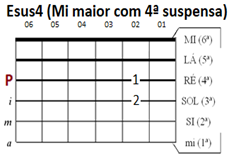 Esus4 (Mi maior com 4ª suspensa)
06 05 04 03 02 01
MI (6ª)
LÁ (5ª)
P 1 RÉ (4ª)
i 2 SOL (3ª)
m SI (2ª)
a mi (1ª)